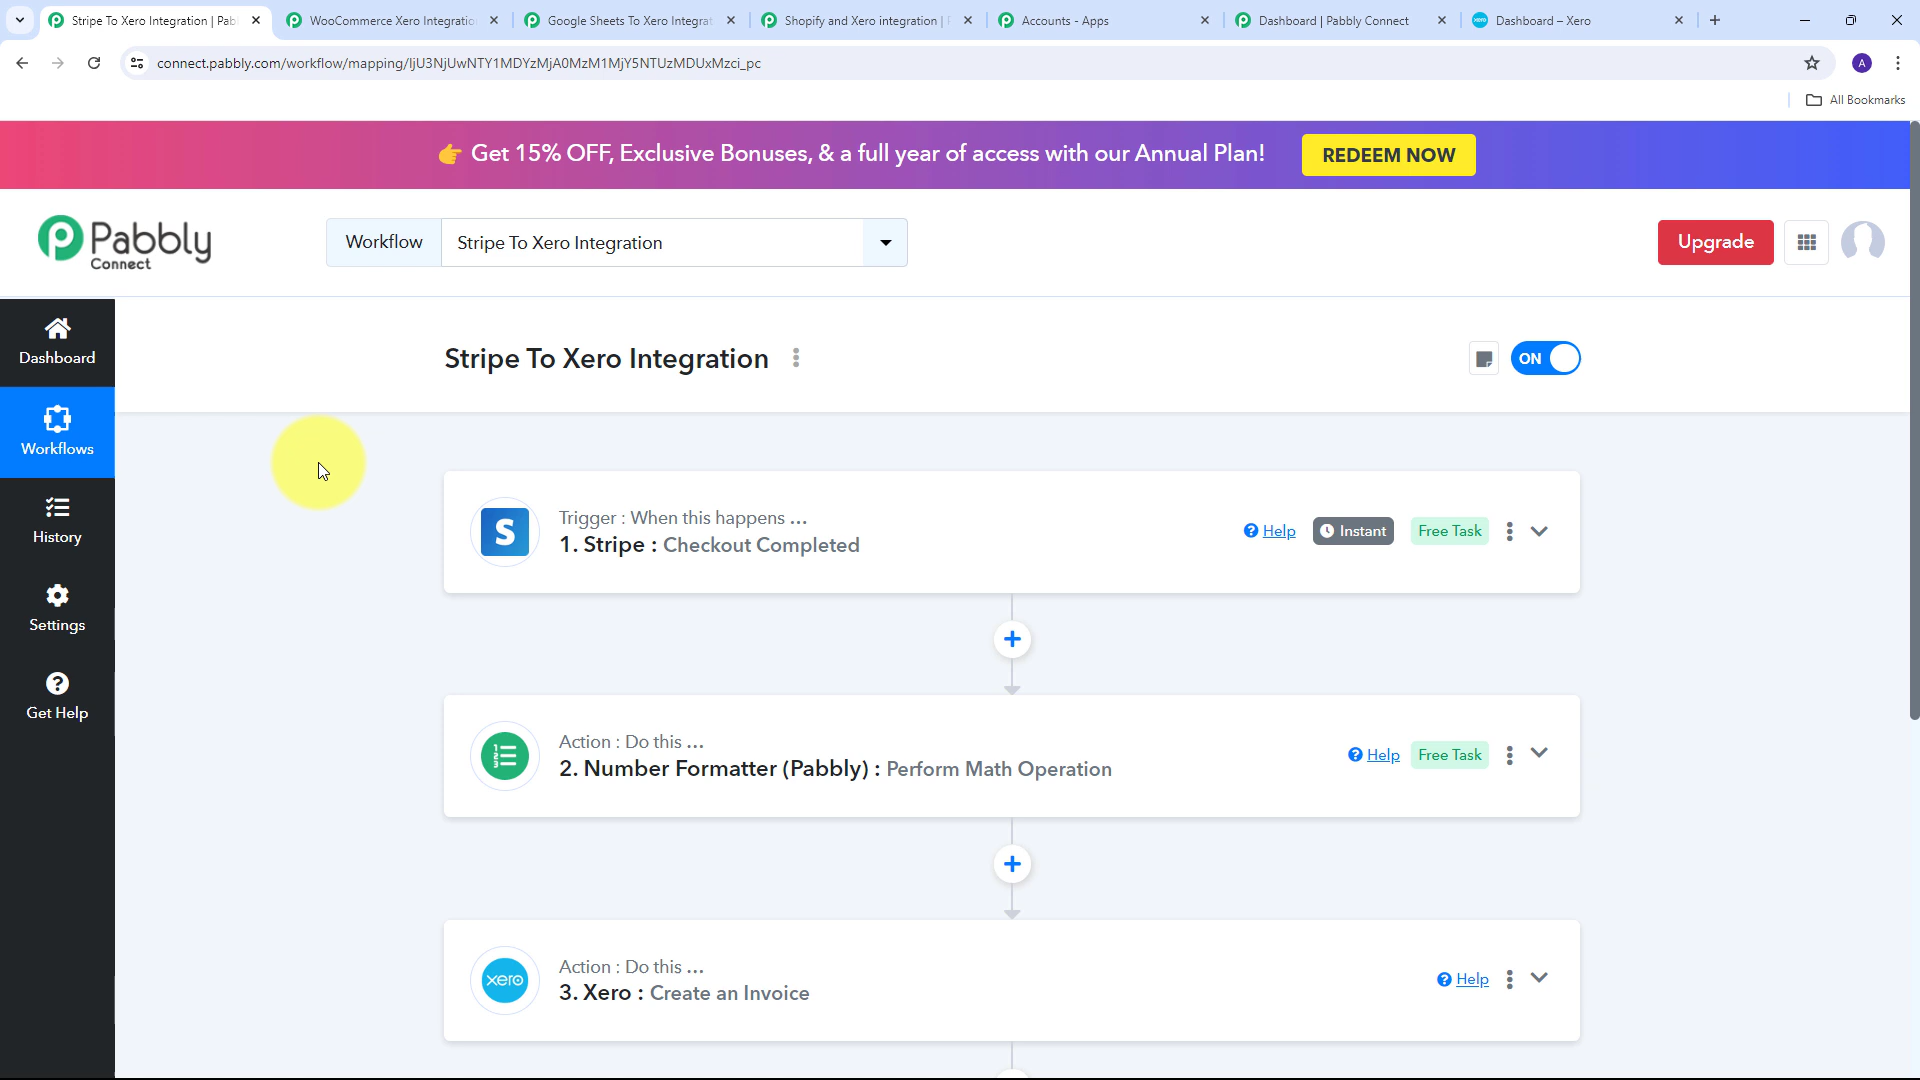 Stripe To Xero Integration | Pab
WooCommerce Xero Integratio
Google Sheets To Xero Integrat
Shopify and Xero integration |
Accounts - Apps
Dashboard | Pabbly Connect
Dashboard – Xero
connect.pabbly.com/workflow/mapping/IjU3NjUwNTY1MDYzMjA0MzM1MjY5NTUzMDUxMzci_pc
A
All Bookmarks
Get 15% OFF, Exclusive Bonuses, & a full year of access with our Annual Plan!
REDEEM NOW
Pabbly
Connect
Workflow
Stripe To Xero Integration
Upgrade
Dashboard
Workflows
History
Settings
Get Help
Stripe To Xero Integration
ON
S
Trigger : When this happens ...
1. Stripe : Checkout Completed
Help
Instant
Free Task
Action : Do this ...
2. Number Formatter (Pabbly) : Perform Math Operation
Help
Free Task
xero
Action : Do this ...
3. Xero : Create an Invoice
Help